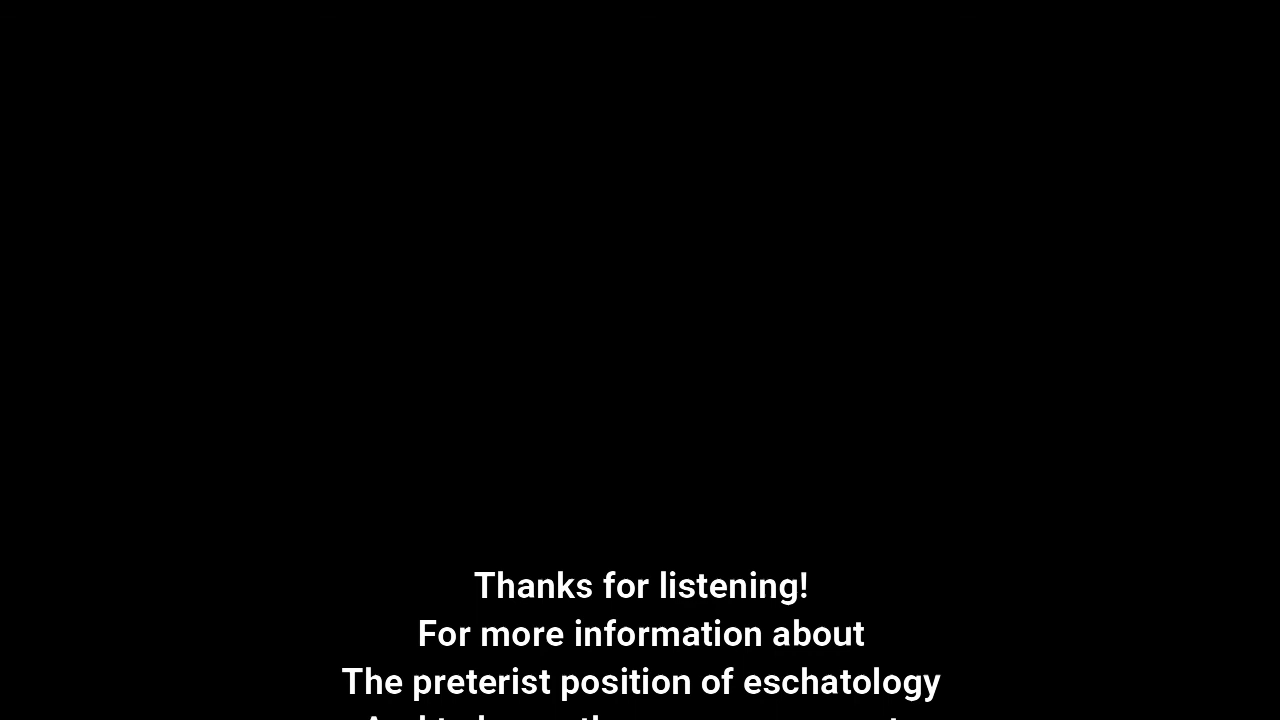 Thanks for listening!
For more information about
The preterist position of eschatology